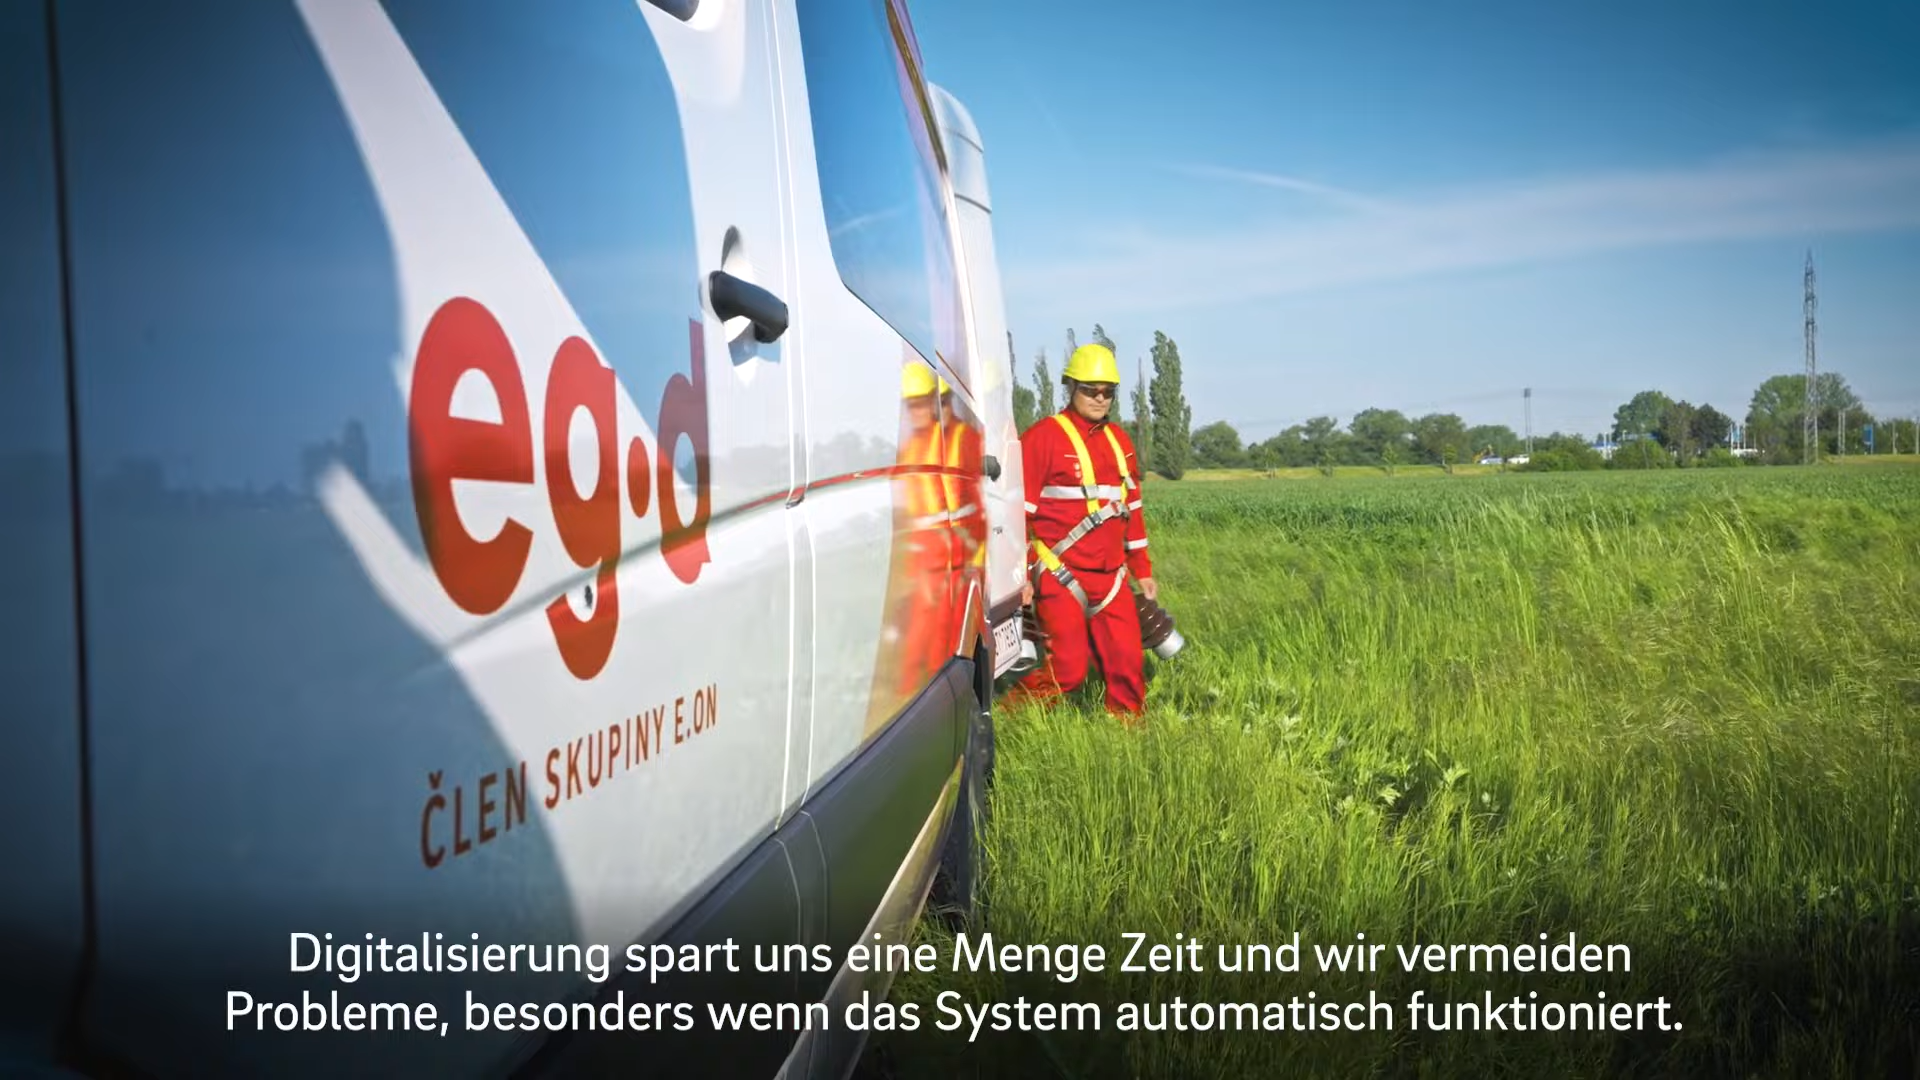 eg·d
ČLEN SKUPINY E.ON
Digitalisierung spart uns eine Menge Zeit und wir vermeiden
Probleme, besonders wenn das System automatisch funktioniert.